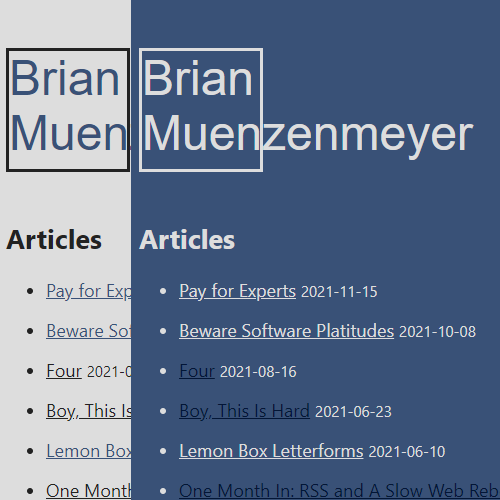 Brian
Muen
Articles
Pay for Exp
Beware Sof
Four 2021-0
Boy, This Is
Lemon Box
One Month
Brian
Muenzenmeyer
Articles
Pay for Experts 2021-11-15
Beware Software Platitudes 2021-10-08
Four 2021-08-16
Boy, This Is Hard 2021-06-23
Lemon Box Letterforms 2021-06-10
One Month In: RSS and A Slow Web Reb